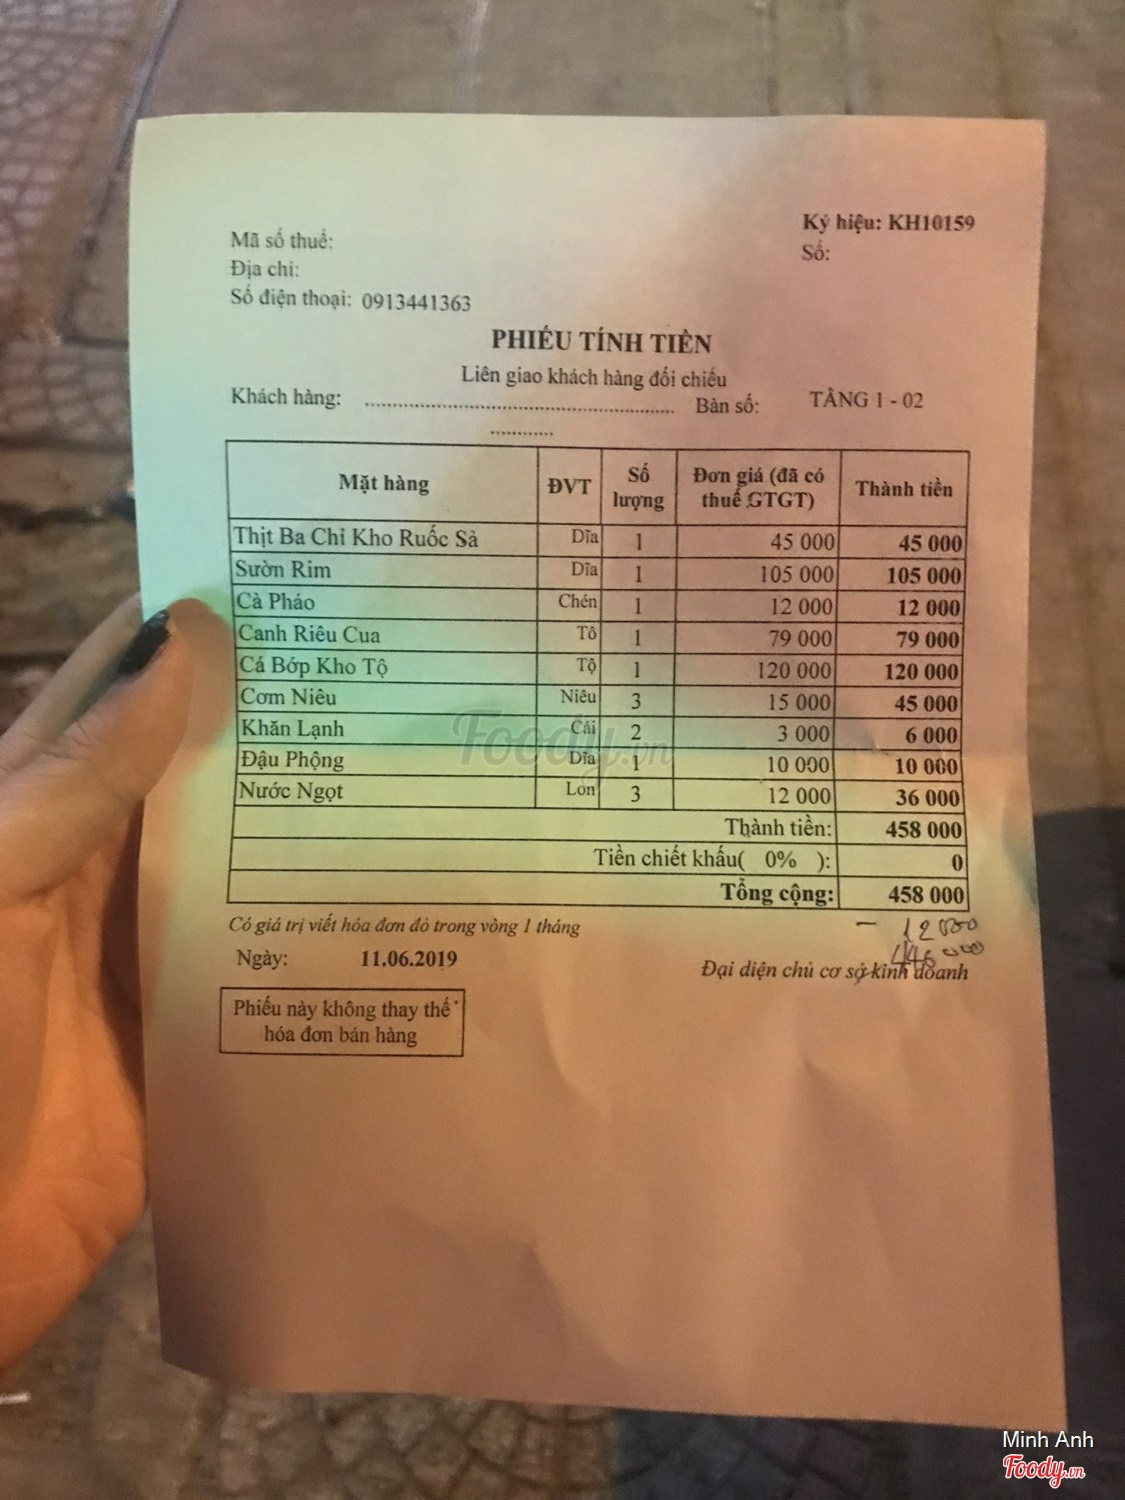 Ký hiệu: KH10159
Mã số thuế:
Số:
Địa chỉ:
Số điện thoại: 0913441363
PHIẾU TÍNH TIỀN
Liên giao khách hàng đối chiếu
Khách hàng: ........................................................ Bàn số: TẦNG 1 - 02
............
Mặt hàng ĐVT Số lượng Đơn giá (đã có thuế GTGT) Thành tiền
Thịt Ba Chỉ Kho Ruốc Sả Dĩa 1 45 000 45 000
Sườn Rim Dĩa 1 105 000 105 000
Cà Pháo Chén 1 12 000 12 000
Canh Riêu Cua Tô 1 79 000 79 000
Cá Bớp Kho Tộ Tộ 1 120 000 120 000
Cơm Niêu Niêu 3 15 000 45 000
Khăn Lạnh Cái 2 3 000 6 000
Đậu Phộng Dĩa 1 10 000 10 000
Nước Ngọt Lon 3 12 000 36 000
Thành tiền: 458 000
Tiền chiết khấu( 0% ): 0
Tổng cộng: 458 000
Có giá trị viết hóa đơn đỏ trong vòng 1 tháng
- 12 000
446 000
Ngày: 11.06.2019
Đại diện chủ cơ sở kinh doanh
Phiếu này không thay thế
hóa đơn bán hàng
Foody.vn
Minh Anh
Foody.vn